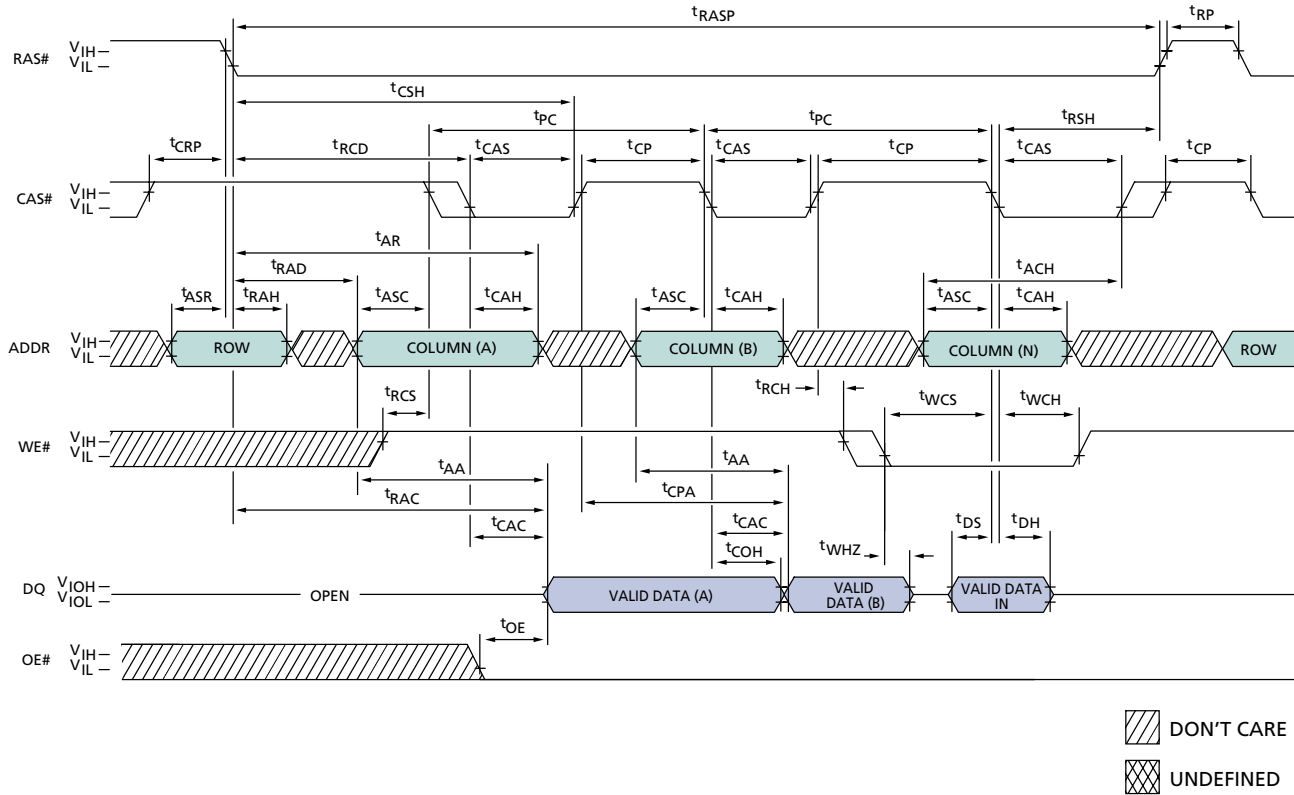 tRASP
tRP
RAS#
VIH
VIL
tCSH
tPC
tPC
tRSH
tCRP
tRCD
tCAS
tCP
tCAS
tCP
tCAS
tCP
CAS#
VIH
VIL
tAR
tRAD
tACH
tASR
tRAH
tASC
tCAH
tASC
tCAH
tASC
tCAH
ADDR
VIH
VIL
ROW
COLUMN (A)
COLUMN (B)
COLUMN (N)
ROW
tRCS
tRCH
tWCS
tWCH
WE#
VIH
VIL
tAA
tAA
tRAC
tCPA
tCAC
tCAC
tCOH
tWHZ
tDS
tDH
DQ
VIOH
VIOL
OPEN
VALID DATA (A)
VALID
DATA (B)
VALID DATA
IN
tOE
OE#
VIH
VIL
DON'T CARE
UNDEFINED